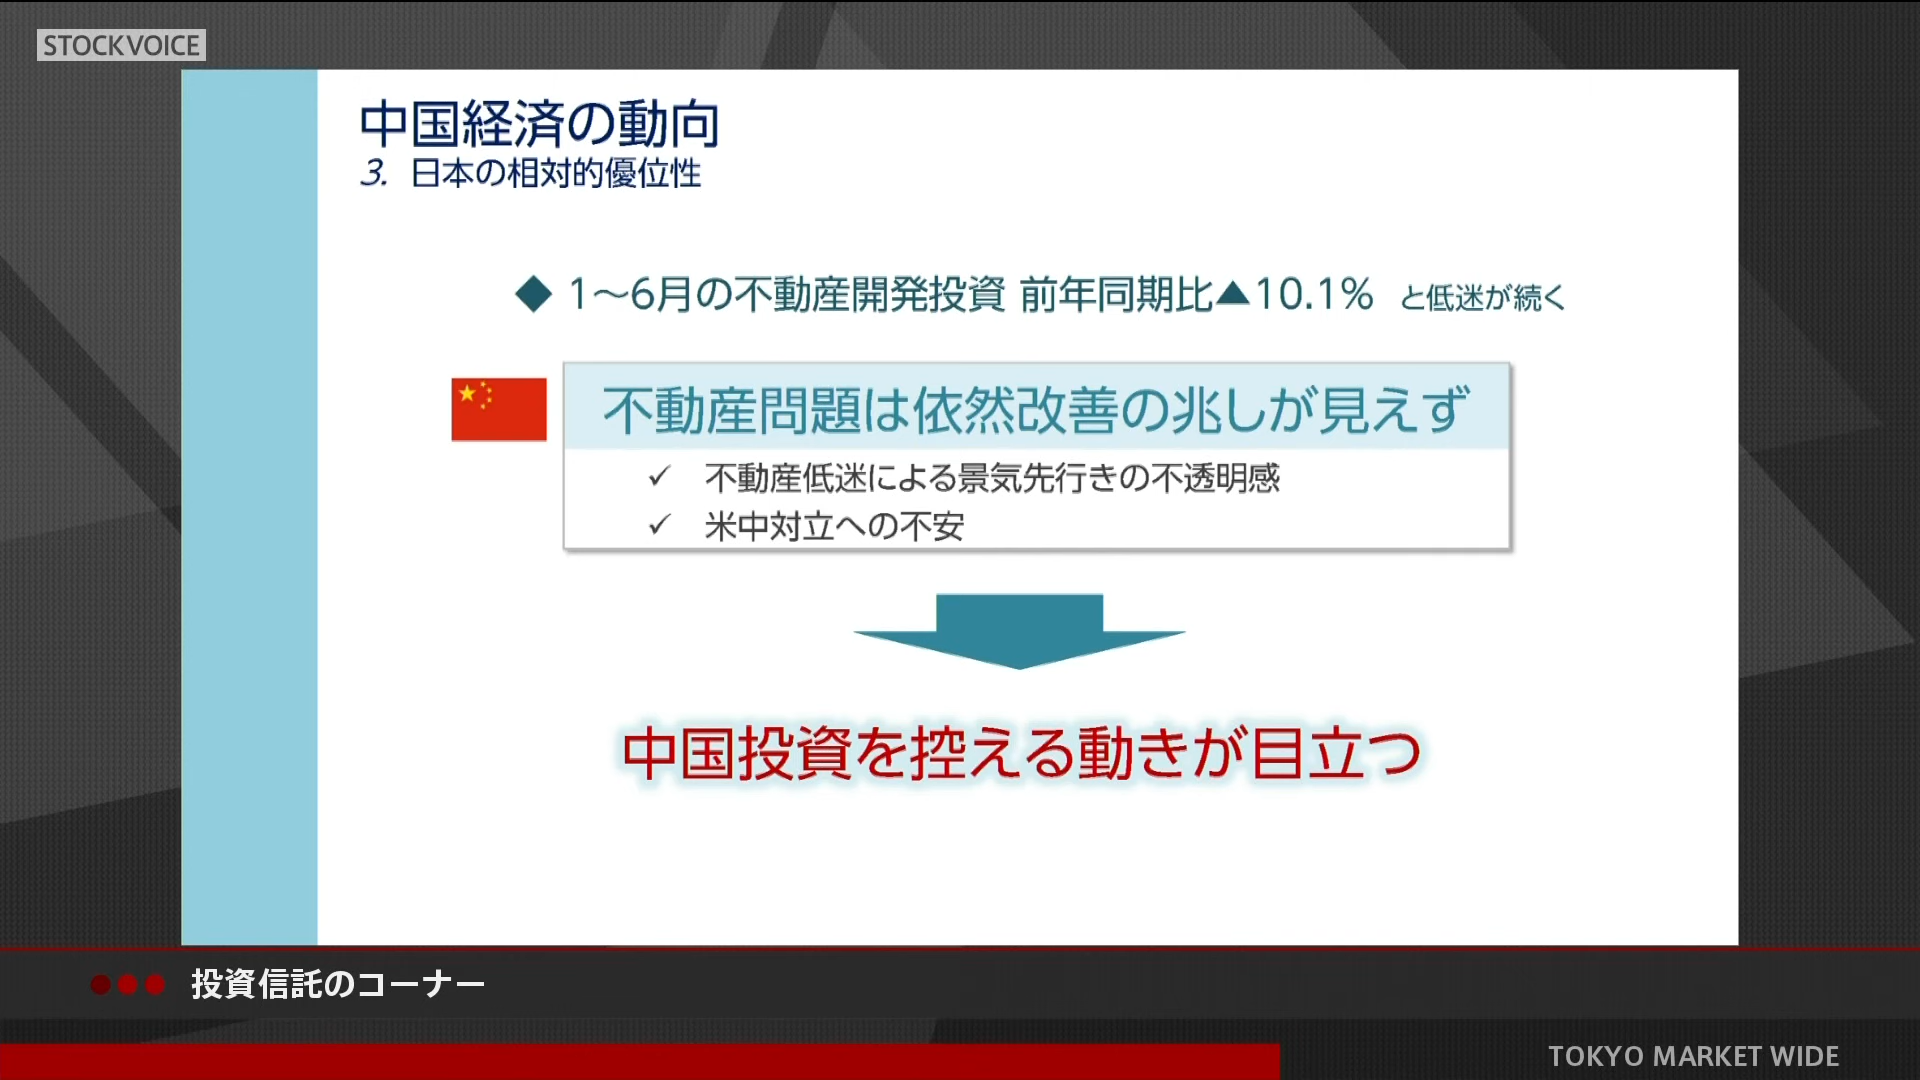 STOCKVOICE
中国経済の動向
3. 日本の相対的優位性
◆ 1～6月の不動産開発投資 前年同期比▲10.1% と低迷が続く
不動産問題は依然改善の兆しが見えず
✓ 不動産低迷による景気先行きの不透明感
✓ 米中対立への不安
中国投資を控える動きが目立つ
投資信託のコーナー
TOKYO MARKET WIDE